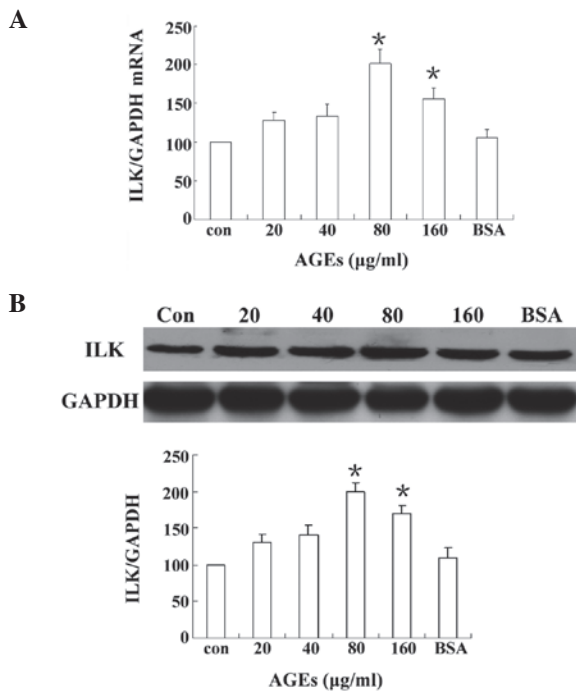 A
ILK/GAPDH mRNA
250
200
150
100
50
0
* *
con 20 40 80 160 BSA
AGEs (µg/ml)
B
Con 20 40 80 160 BSA
ILK
GAPDH
ILK/GAPDH
250
200
150
100
50
0
* *
con 20 40 80 160 BSA
AGEs (µg/ml)